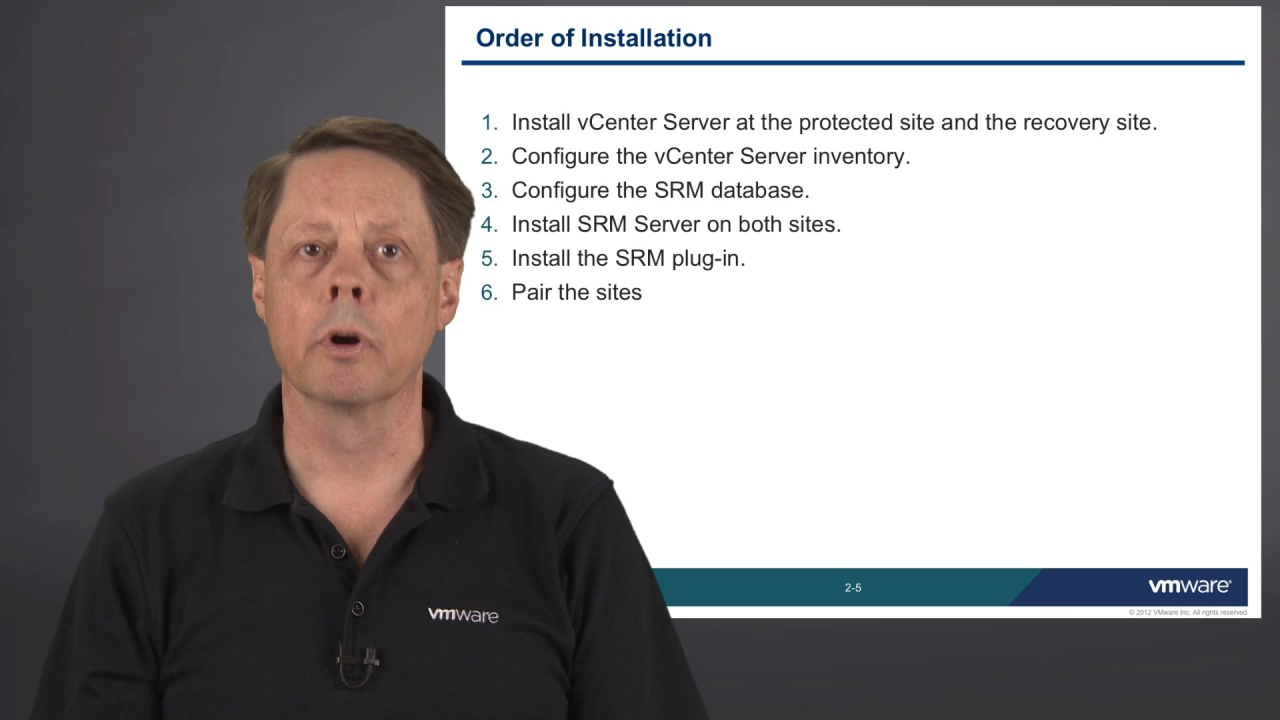 Order of Installation
1. Install vCenter Server at the protected site and the recovery site.
2. Configure the vCenter Server inventory.
3. Configure the SRM database.
4. Install SRM Server on both sites.
5. Install the SRM plug-in.
6. Pair the sites
vmware
2-5
vmware®
© 2012 VMware Inc. All rights reserved